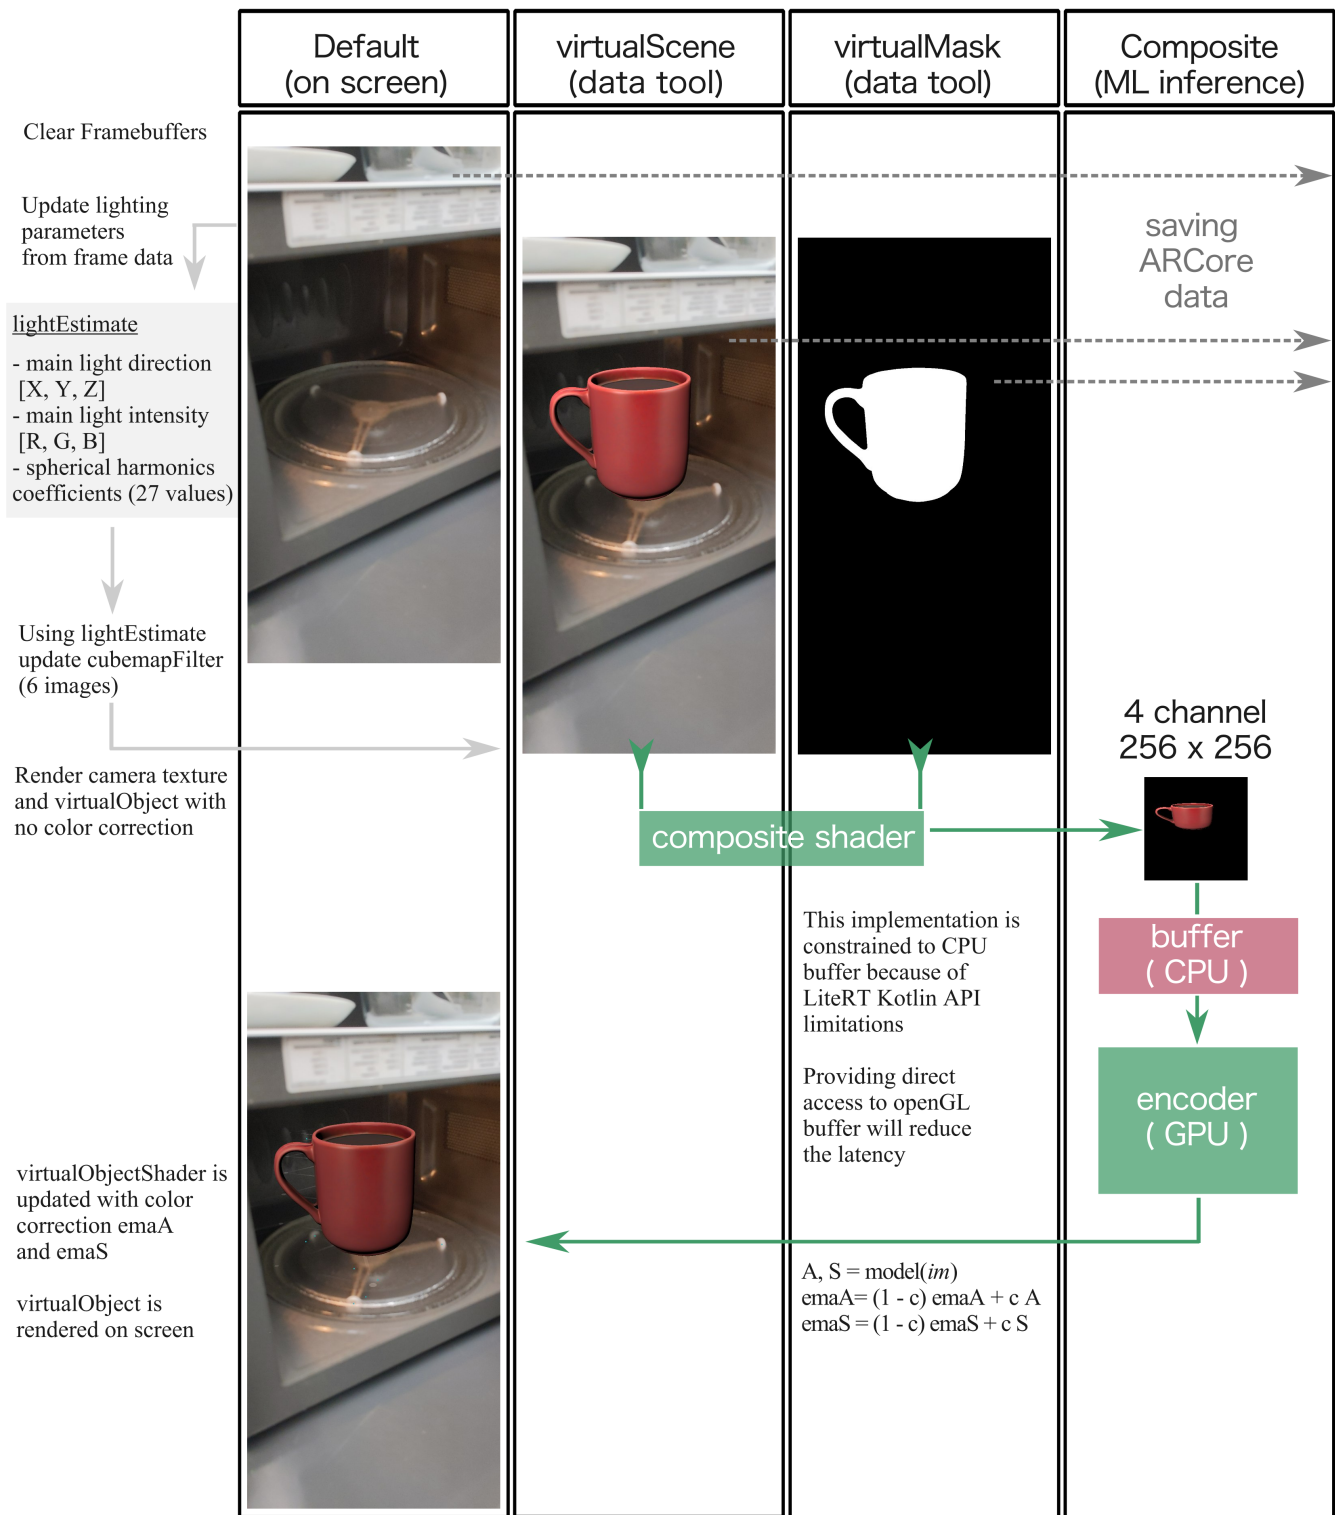 Default
(on screen)
virtualScene
(data tool)
virtualMask
(data tool)
Composite
(ML inference)
Clear Framebuffers
Update lighting
parameters
from frame data
lightEstimate
- main light direction
[X, Y, Z]
- main light intensity
[R, G, B]
- spherical harmonics
coefficients (27 values)
Using lightEstimate
update cubemapFilter
(6 images)
Render camera texture
and virtualObject with
no color correction
saving
ARCore
data
4 channel
256 x 256
composite shader
buffer
( CPU )
encoder
( GPU )
This implementation is
constrained to CPU
buffer because of
LiteRT Kotlin API
limitations
Providing direct
access to openGL
buffer will reduce
the latency
A, S = model(im)
emaA= (1 - c) emaA + c A
emaS = (1 - c) emaS + c S
virtualObjectShader is
updated with color
correction emaA
and emaS
virtualObject is
rendered on screen